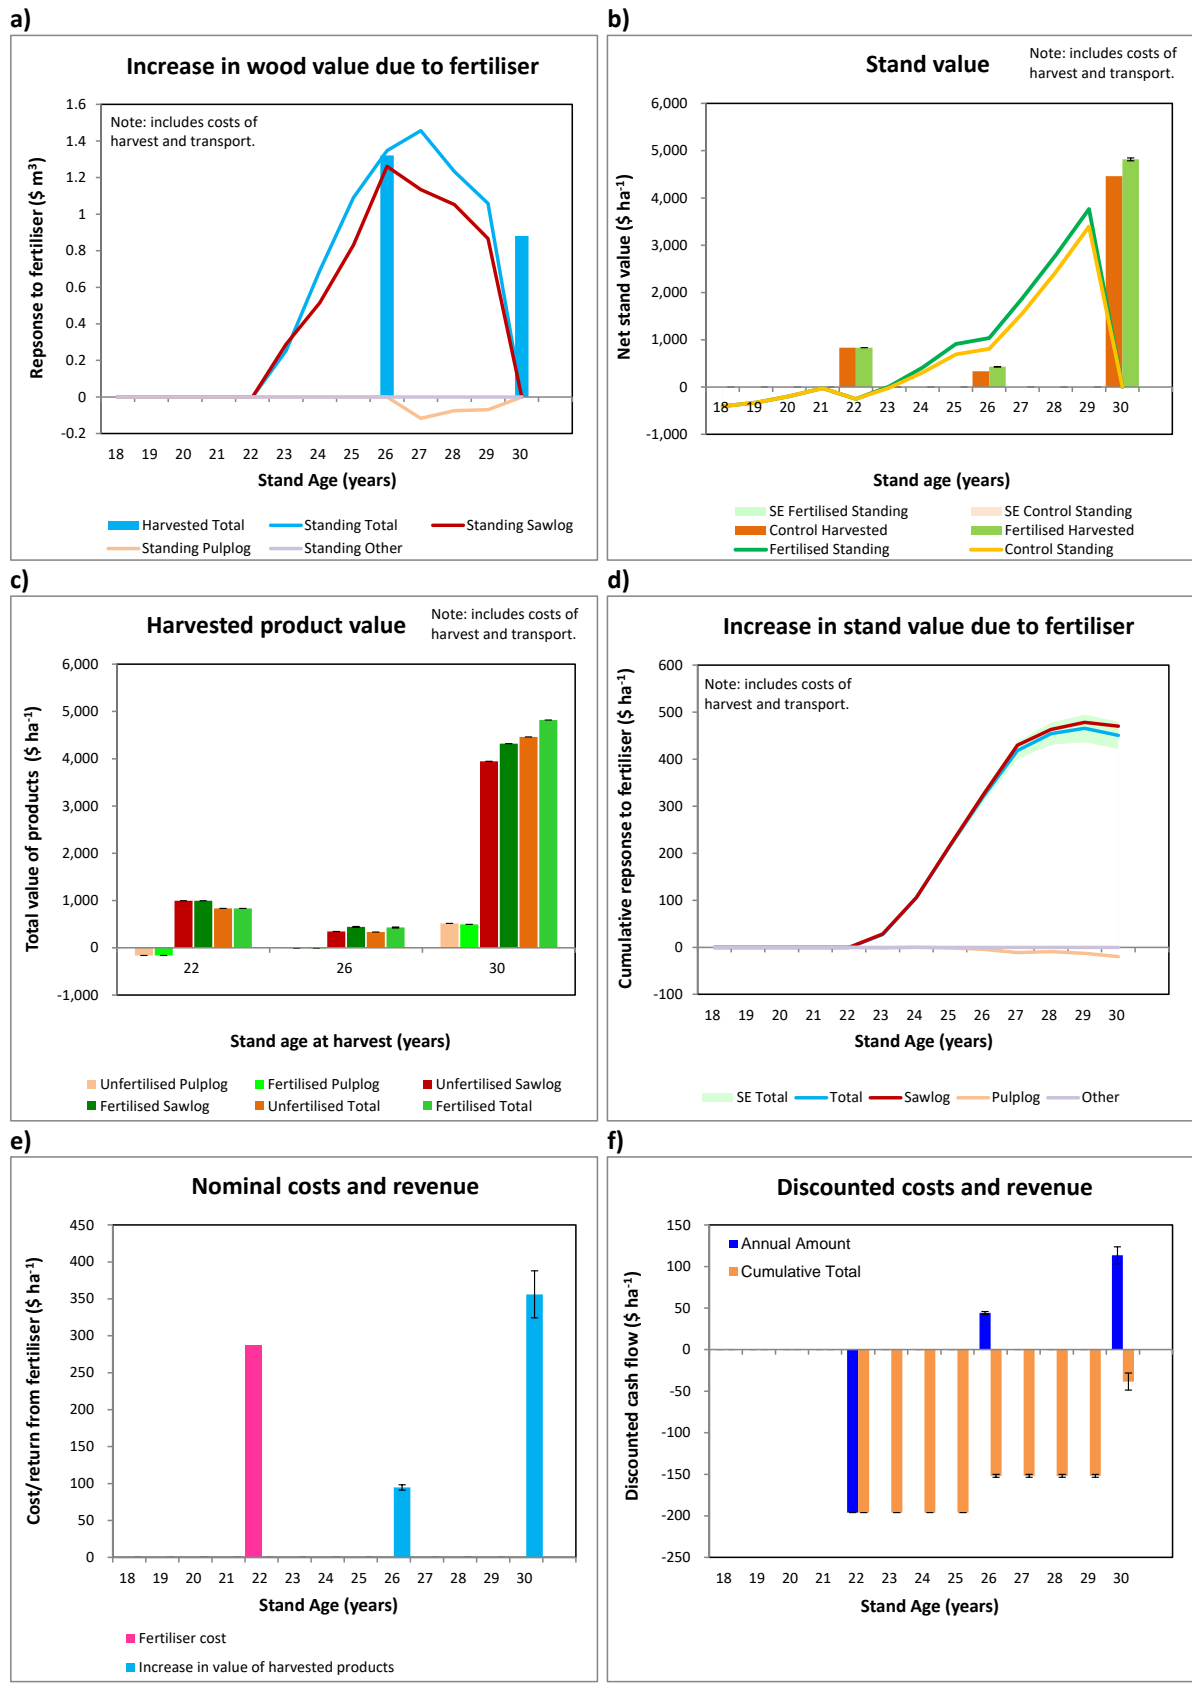 a)
Increase in wood value due to fertiliser
Note: includes costs of
harvest and transport.
Repsonse to fertiliser ($ m³)
1.6
1.4
1.2
1
0.8
0.6
0.4
0.2
0
-0.2
18 19 20 21 22 23 24 25 26 27 28 29 30
Stand Age (years)
Harvested Total Standing Total Standing Sawlog
Standing Pulplog Standing Other
b)
Stand value
Note: includes costs of
harvest and transport.
Net stand value ($ ha⁻¹)
6,000
5,000
4,000
3,000
2,000
1,000
0
-1,000
18 19 20 21 22 23 24 25 26 27 28 29 30
Stand age (years)
SE Fertilised Standing SE Control Standing
Control Harvested Fertilised Harvested
Fertilised Standing Control Standing
c)
Harvested product value
Note: includes costs of
harvest and transport.
Total value of products ($ ha⁻¹)
6,000
5,000
4,000
3,000
2,000
1,000
0
-1,000
22 26 30
Stand age at harvest (years)
Unfertilised Pulplog Fertilised Pulplog Unfertilised Sawlog
Fertilised Sawlog Unfertilised Total Fertilised Total
d)
Increase in stand value due to fertiliser
Note: includes costs of
harvest and transport.
Cumulative repsonse to fertiliser ($ ha⁻¹)
600
500
400
300
200
100
0
-100
18 19 20 21 22 23 24 25 26 27 28 29 30
Stand Age (years)
SE Total Total Sawlog Pulplog Other
e)
Nominal costs and revenue
Cost/return from fertiliser ($ ha⁻¹)
450
400
350
300
250
200
150
100
50
0
18 19 20 21 22 23 24 25 26 27 28 29 30
Stand Age (years)
Fertiliser cost
Increase in value of harvested products
f)
Discounted costs and revenue
Annual Amount
Cumulative Total
Discounted cash flow ($ ha⁻¹)
150
100
50
0
-50
-100
-150
-200
-250
18 19 20 21 22 23 24 25 26 27 28 29 30
Stand Age (years)